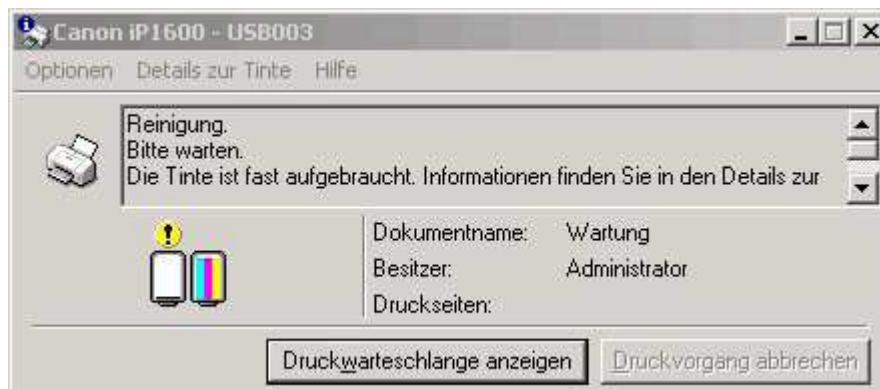 Canon iP1600 - USB003
Optionen Details zur Tinte Hilfe
Reinigung.
Bitte warten.
Die Tinte ist fast aufgebraucht. Informationen finden Sie in den Details zur
Dokumentname: Wartung
Besitzer: Administrator
Druckseiten:
Druckwarteschlange anzeigen Druckvorgang abbrechen